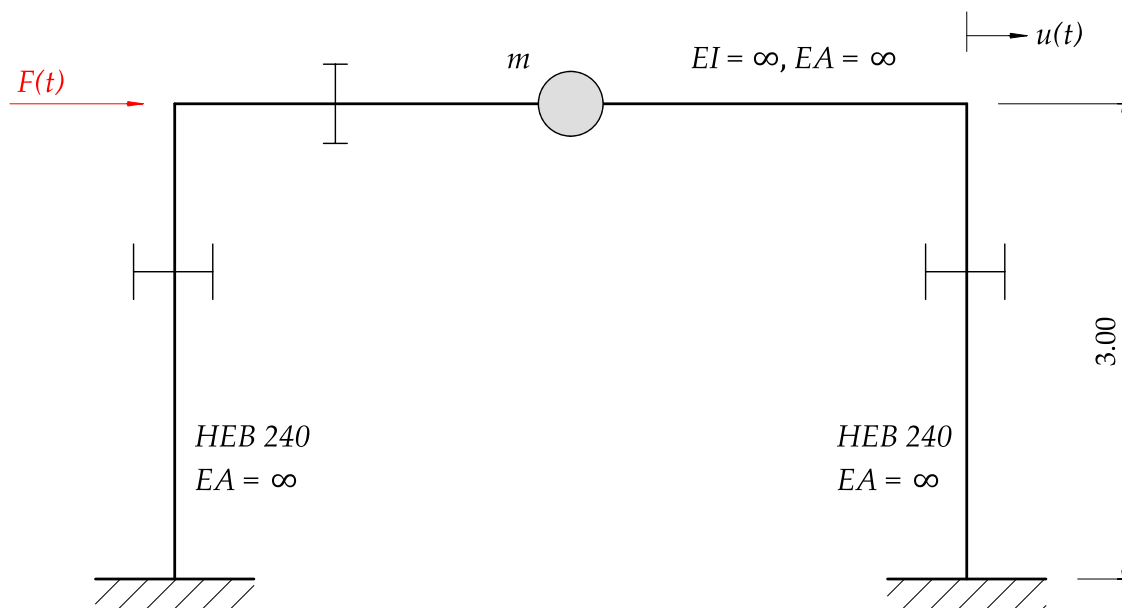 u(t)
m
EI = ∞, EA = ∞
F(t)
3.00
HEB 240
EA = ∞
HEB 240
EA = ∞